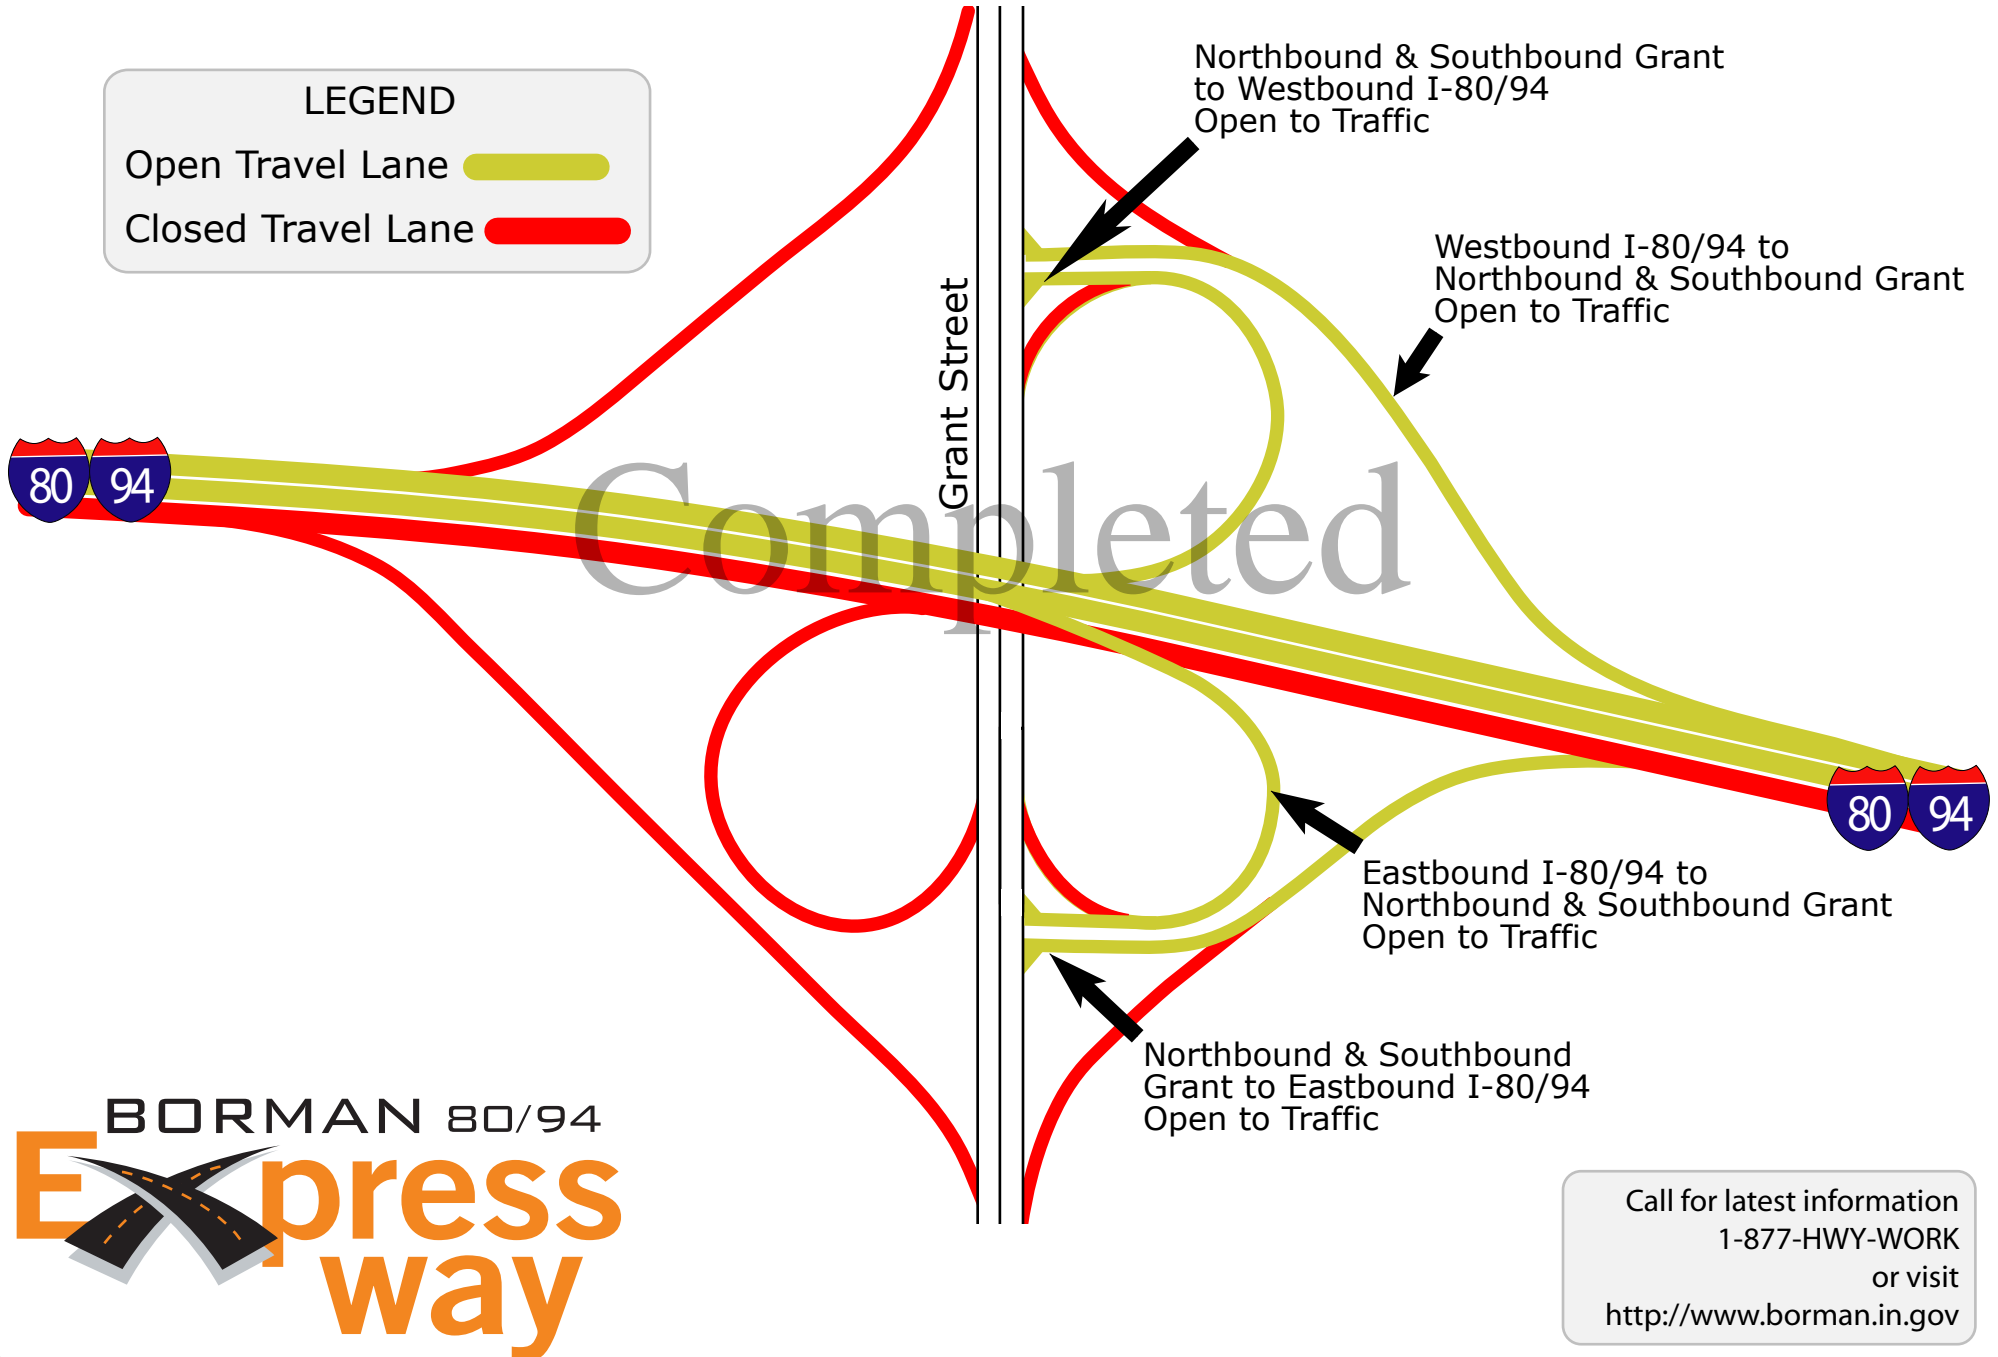 LEGEND
Open Travel Lane
Closed Travel Lane
Northbound & Southbound Grant
to Westbound I-80/94
Open to Traffic
Westbound I-80/94 to
Northbound & Southbound Grant
Open to Traffic
Grant Street
80 94
Completed
80 94
Eastbound I-80/94 to
Northbound & Southbound Grant
Open to Traffic
Northbound & Southbound
Grant to Eastbound I-80/94
Open to Traffic
BORMAN 80/94
Express
way
Call for latest information
1-877-HWY-WORK
or visit
http://www.borman.in.gov